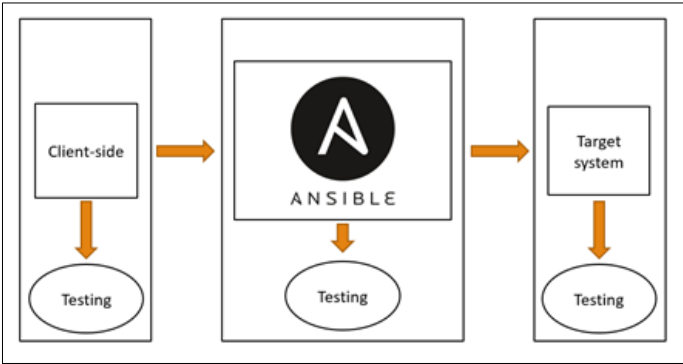 Client-side
ANSIBLE
Target
system
Testing
Testing
Testing